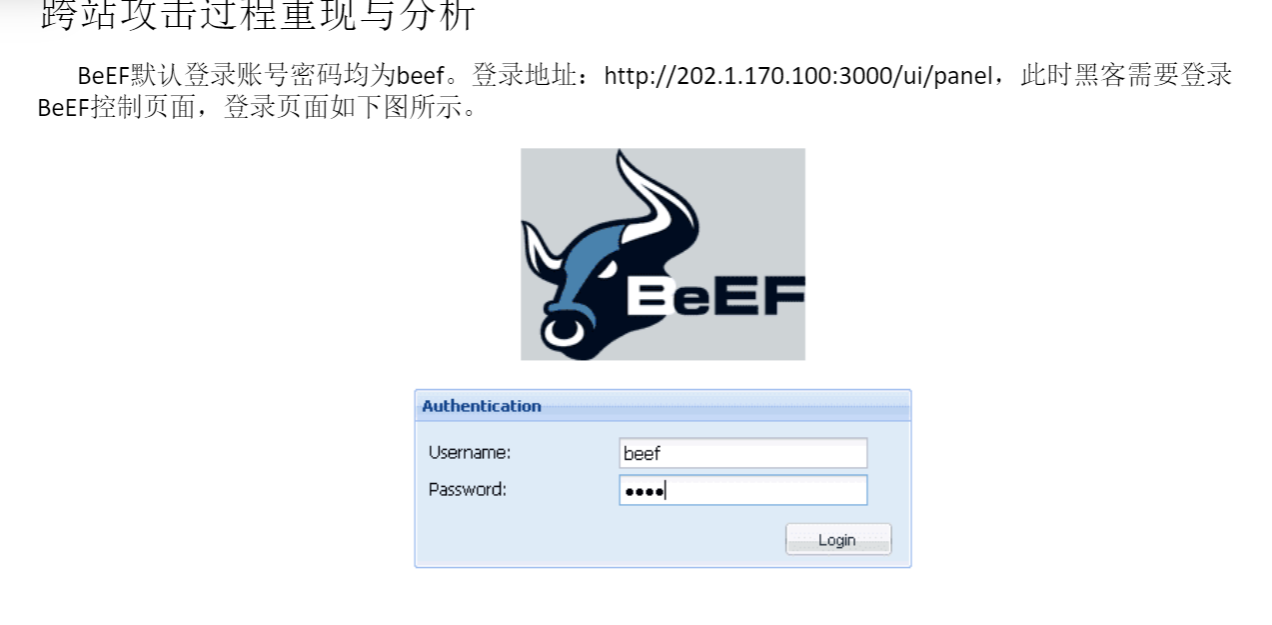 跨站攻击过程重现与分析
BeEF默认登录账号密码均为beef。登录地址：http://202.1.170.100:3000/ui/panel，此时黑客需要登录
BeEF控制页面，登录页面如下图所示。
BeEF
Authentication
Username:
beef
Password:
••••
Login